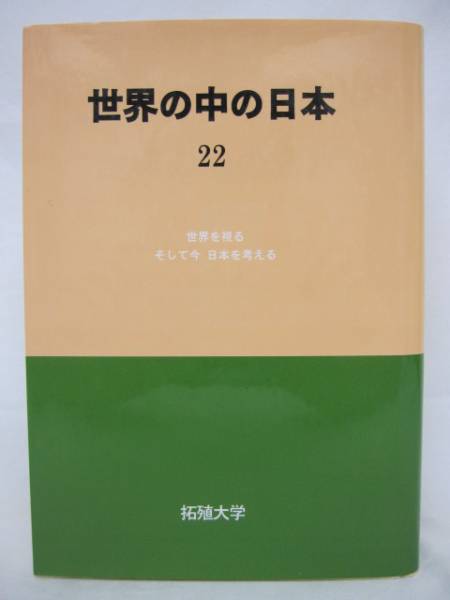 世界の中の日本
22
世界を視る
そして今 日本を考える
拓殖大学